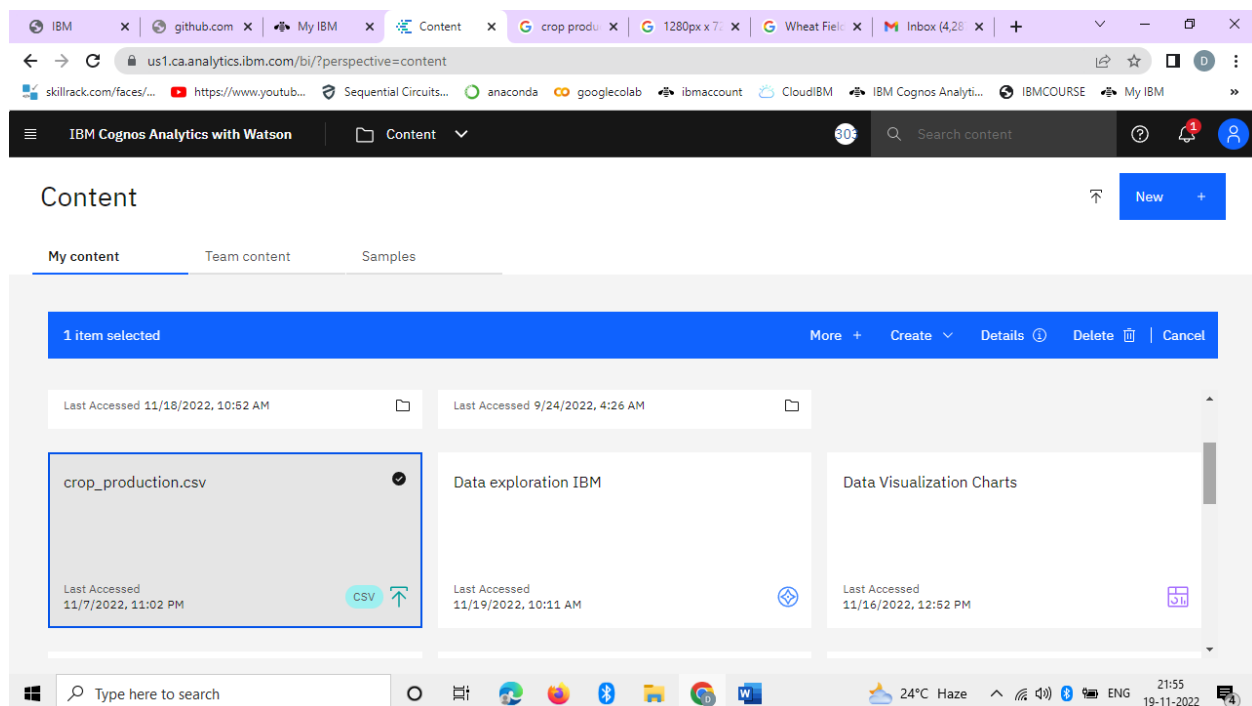 IBM
github.com
My IBM
Content
crop produ
1280px x 7
Wheat Fiel
Inbox (4,28
us1.ca.analytics.ibm.com/bi/?perspective=content
D
skillrack.com/faces/...
https://www.youtub...
Sequential Circuits...
anaconda
googlecolab
ibmaccount
CloudIBM
IBM Cognos Analyti...
IBMCOURSE
My IBM
»
IBM Cognos Analytics with Watson
Content
303
Search content
1
Content
New +
My content
Team content
Samples
1 item selected
More +
Create
Details
Delete
Cancel
Last Accessed 11/18/2022, 10:52 AM
Last Accessed 9/24/2022, 4:26 AM
crop_production.csv
Data exploration IBM
Data Visualization Charts
Last Accessed
11/7/2022, 11:02 PM
CSV
Last Accessed
11/19/2022, 10:11 AM
Last Accessed
11/16/2022, 12:52 PM
Type here to search
24°C Haze
ENG
21:55
19-11-2022
4